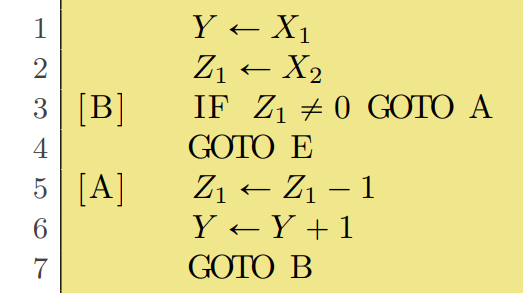 1 Y ← X₁
2 Z₁ ← X₂
3 [B] IF Z₁ ≠ 0 GOTO A
4 GOTO E
5 [A] Z₁ ← Z₁ − 1
6 Y ← Y + 1
7 GOTO B